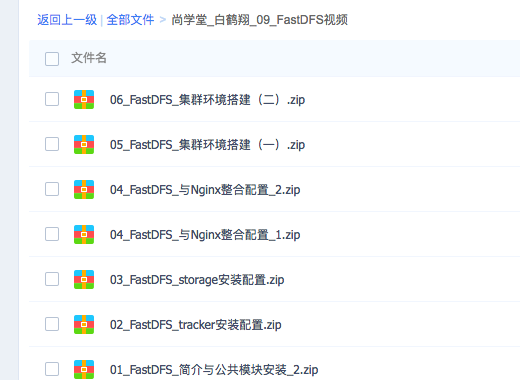 返回上一级 | 全部文件 > 尚学堂_白鹤翔_09_FastDFS视频
文件名
06_FastDFS_集群环境搭建（二）.zip
05_FastDFS_集群环境搭建（一）.zip
04_FastDFS_与Nginx整合配置_2.zip
04_FastDFS_与Nginx整合配置_1.zip
03_FastDFS_storage安装配置.zip
02_FastDFS_tracker安装配置.zip
01_FastDFS_简介与公共模块安装_2.zip